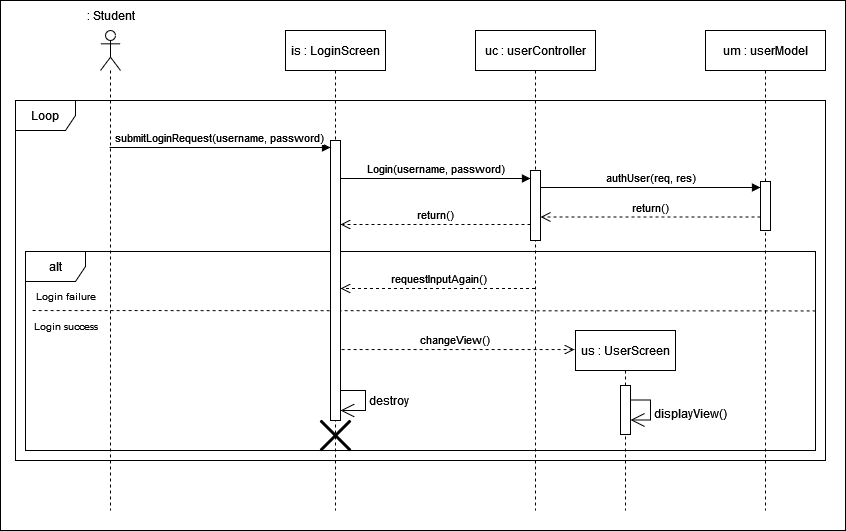 : Student
is : LoginScreen
uc : userController
um : userModel
Loop
submitLoginRequest(username, password)
Login(username, password)
authUser(req, res)
return()
return()
alt
requestInputAgain()
Login failure
Login success
changeView()
us : UserScreen
destroy
displayView()